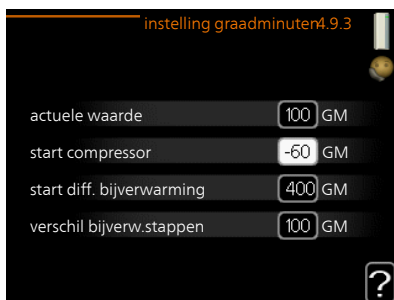 instelling graadminuten4.9.3
actuele waarde 100 GM
start compressor -60 GM
start diff. bijverwarming 400 GM
verschil bijverw.stappen 100 GM
?